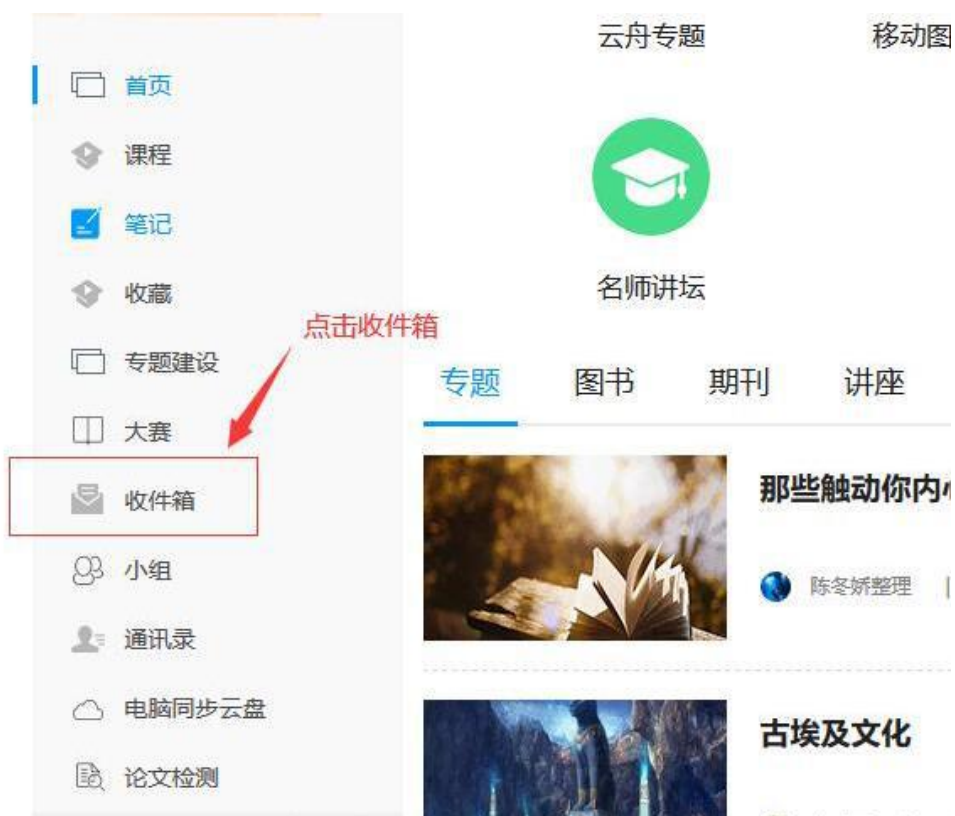 云舟专题
移动图
首页
课程
笔记
收藏
专题建设
大赛
收件箱
小组
通讯录
电脑同步云盘
论文检测
点击收件箱
名师讲坛
专题 图书 期刊 讲座
那些触动你内心
陈冬娇整理 |
古埃及文化